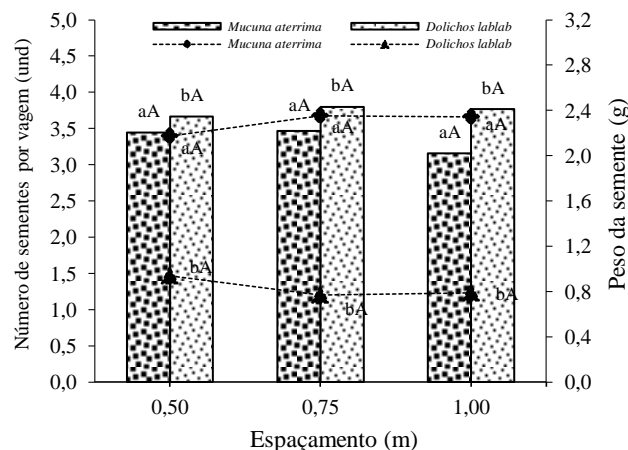 Mucuna aterrima
Dolichos lablab
Mucuna aterrima
Dolichos lablab
Número de sementes por vagem (und)
5,0
4,5
4,0
3,5
3,0
2,5
2,0
1,5
1,0
0,5
0,0
3,2
2,8
2,4
2,0
1,6
1,2
0,8
0,4
0,0
Peso da semente (g)
aA
bA
aA
bA
aA
bA
aA
bA
aA
bA
aA
bA
0,50
0,75
1,00
Espaçamento (m)